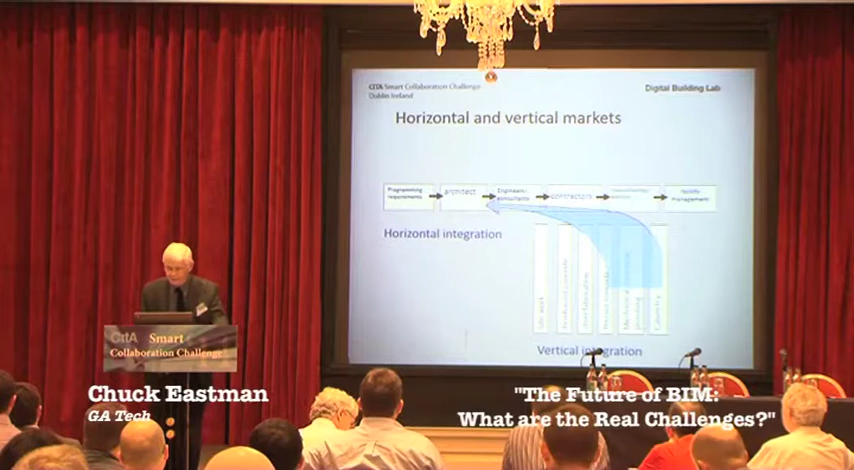 CITA Smart Collaboration Challenge
Dublin Ireland
Digital Building Lab
Horizontal and vertical markets
Programming
requirements
architect
Engineers/
consultants
contractors
management
Horizontal integration
Vertical integration
CitA Smart
Collaboration Challenge
Chuck Eastman
GA Tech
"The Future of BIM:
What are the Real Challenges?"